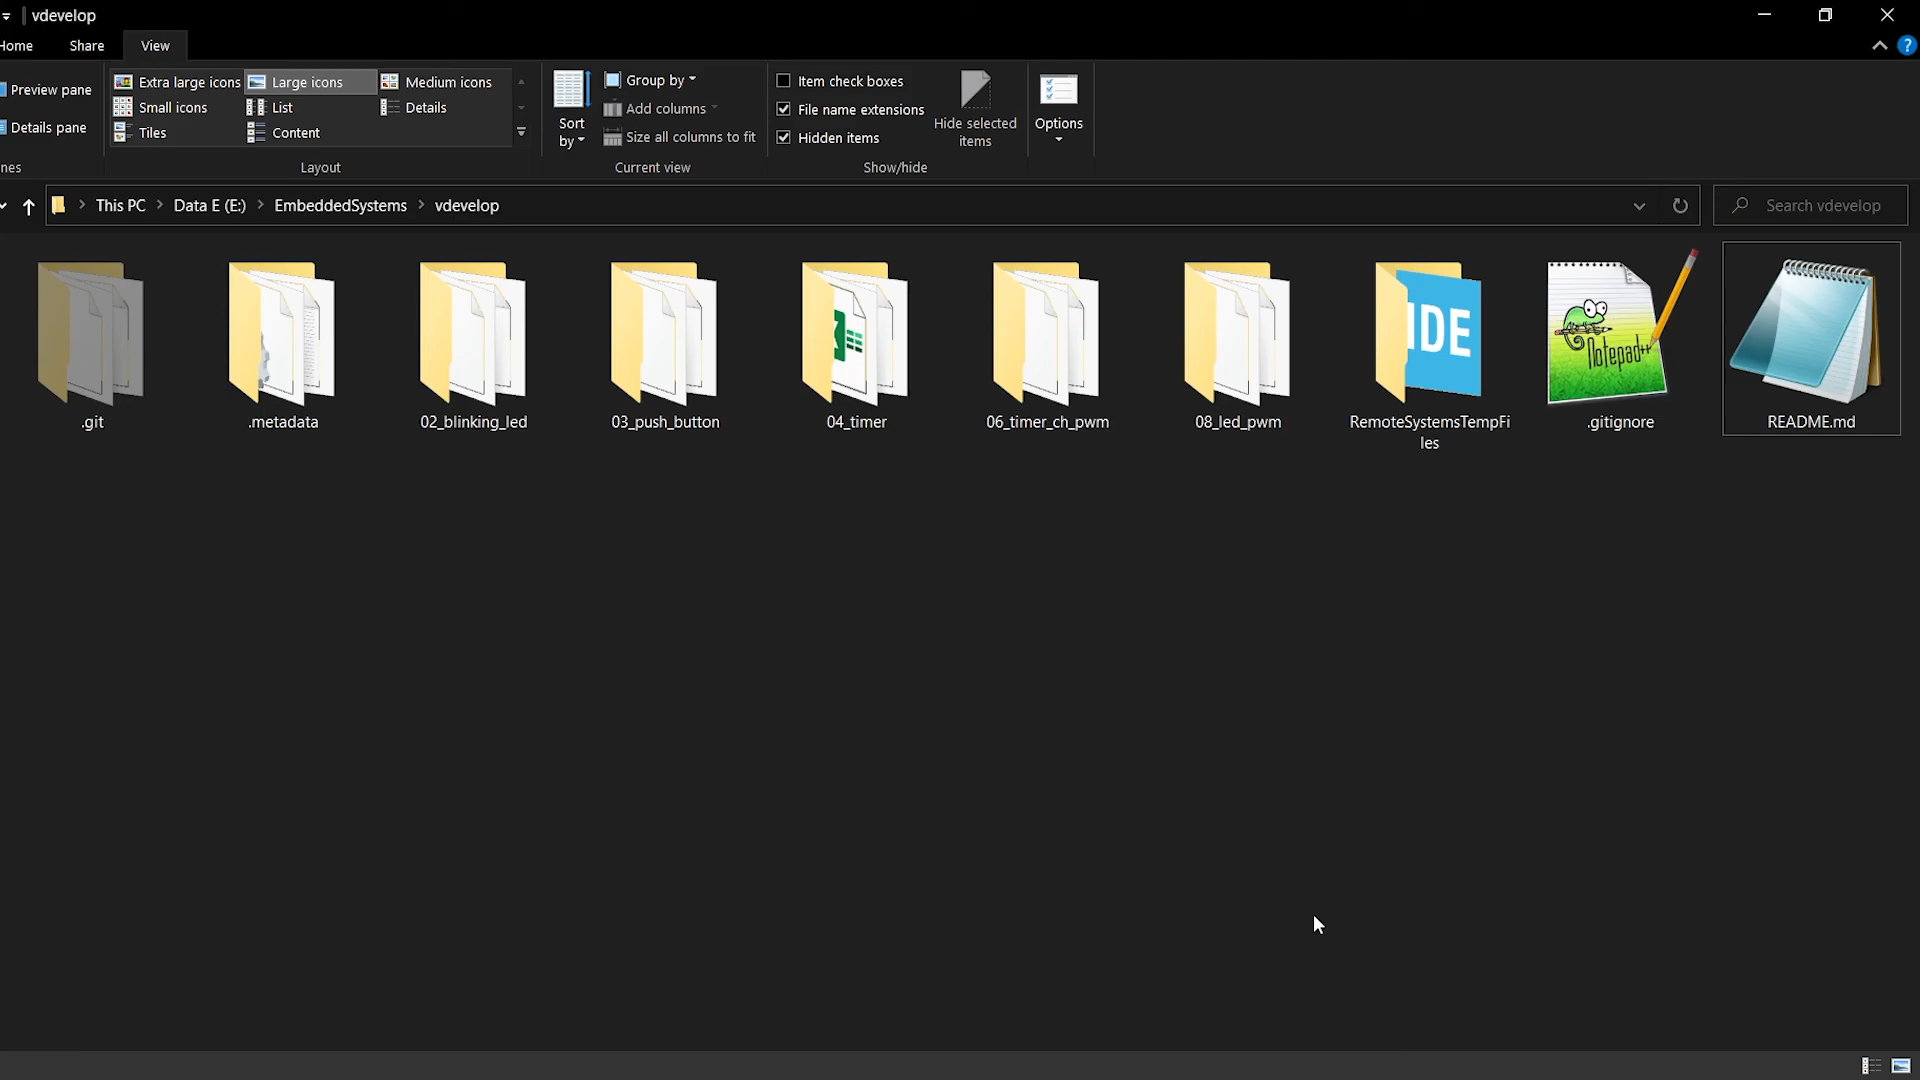 vdevelop
Home Share View
Preview pane
Details pane
Extra large icons Large icons Medium icons
Small icons List Details
Tiles Content
Layout
Sort by
Group by
Add columns
Size all columns to fit
Current view
Item check boxes
File name extensions
Hidden items
Hide selected
items
Show/hide
Options
This PC > Data E (E:) > EmbeddedSystems > vdevelop
Search vdevelop
IDE
Notepad++
.git
.metadata
02_blinking_led
03_push_button
04_timer
06_timer_ch_pwm
08_led_pwm
RemoteSystemsTempFi
les
.gitignore
README.md